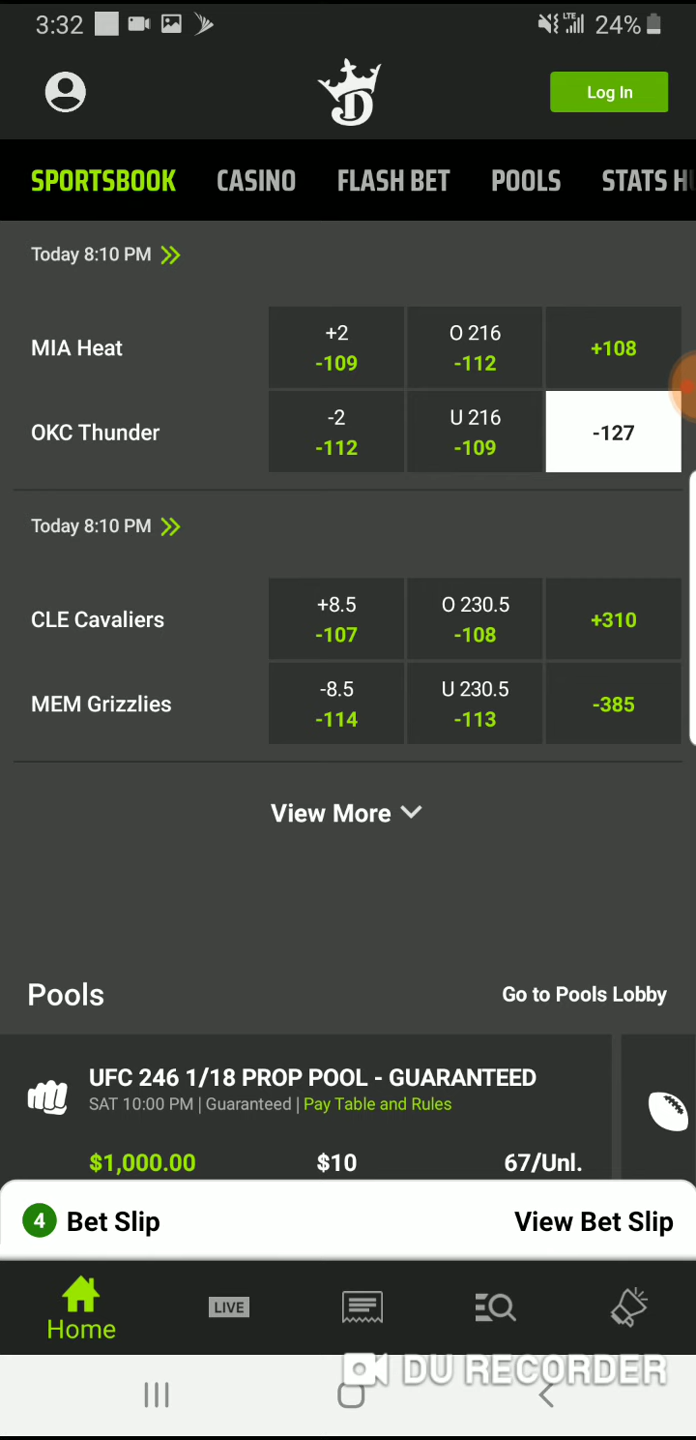 3:32
LTE
24%
Log In
SPORTSBOOK CASINO FLASH BET POOLS STATS H
Today 8:10 PM
MIA Heat
+2
-109
O 216
-112
+108
OKC Thunder
-2
-112
U 216
-109
-127
Today 8:10 PM
CLE Cavaliers
+8.5
-107
O 230.5
-108
+310
MEM Grizzlies
-8.5
-114
U 230.5
-113
-385
View More
Pools
Go to Pools Lobby
UFC 246 1/18 PROP POOL - GUARANTEED
SAT 10:00 PM | Guaranteed | Pay Table and Rules
$1,000.00 $10 67/Unl.
4 Bet Slip View Bet Slip
LIVE
Home
DU RECORDER